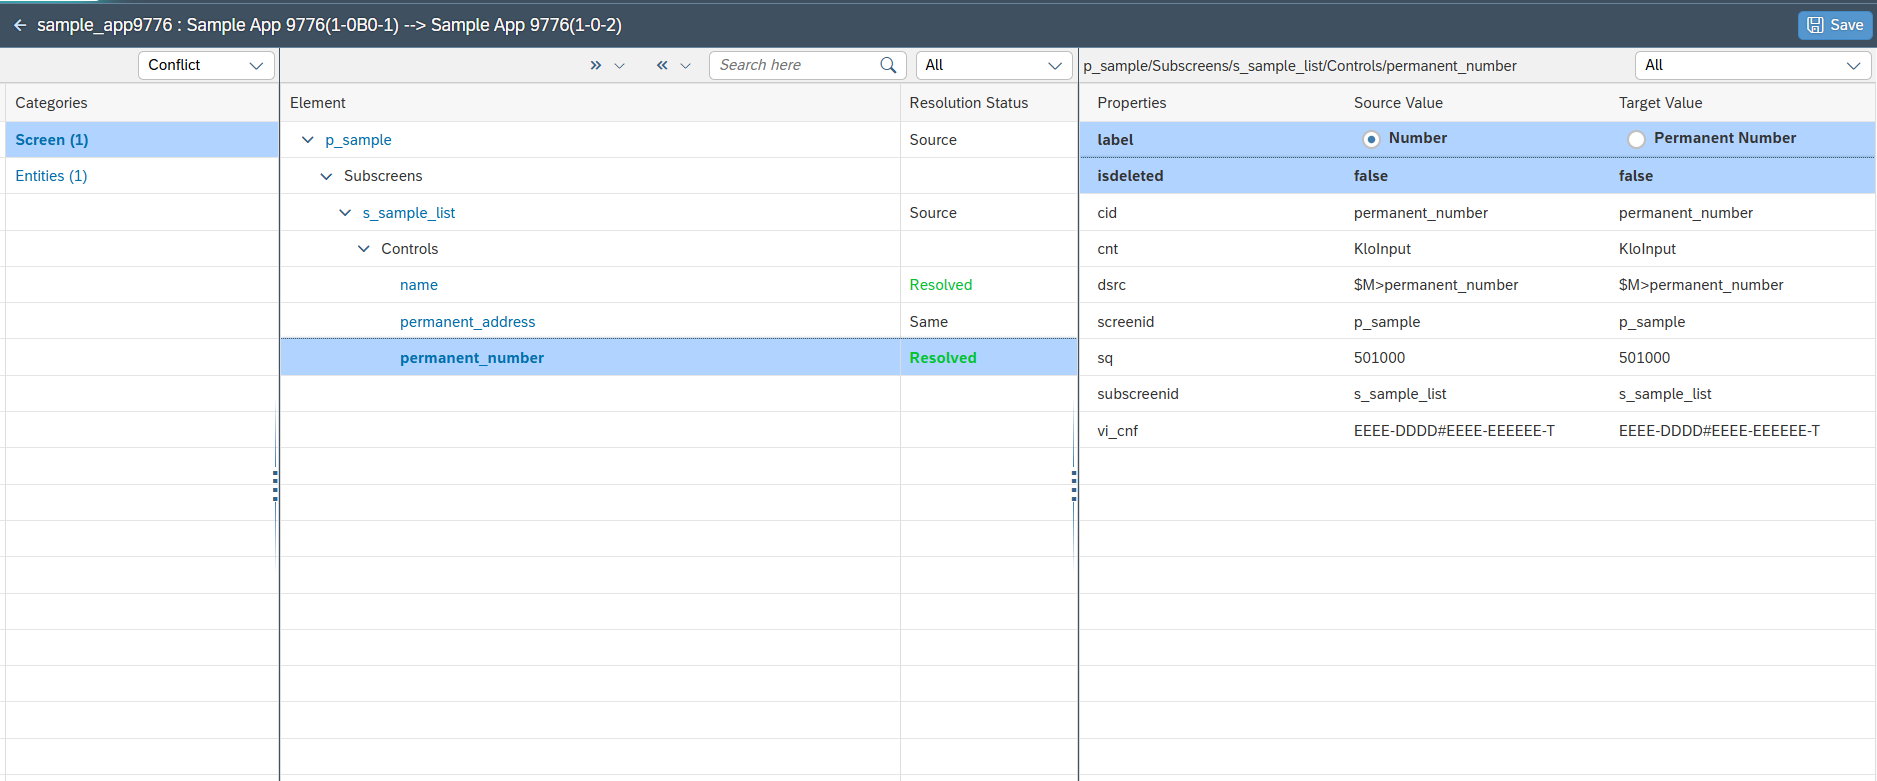 sample_app9776 : Sample App 9776(1-0B0-1) --> Sample App 9776(1-0-2)
Save
Conflict
Search here
All
p_sample/Subscreens/s_sample_list/Controls/permanent_number
All
Categories
Element
Resolution Status
Properties
Source Value
Target Value
Screen (1)
p_sample
Source
label
Number
Permanent Number
Entities (1)
Subscreens
isdeleted
false
false
s_sample_list
Source
cid
permanent_number
permanent_number
Controls
cnt
KloInput
KloInput
name
Resolved
dsrc
$M>permanent_number
$M>permanent_number
permanent_address
Same
screenid
p_sample
p_sample
permanent_number
Resolved
sq
501000
501000
subscreenid
s_sample_list
s_sample_list
vi_cnf
EEEE-DDDD#EEEE-EEEEEE-T
EEEE-DDDD#EEEE-EEEEEE-T